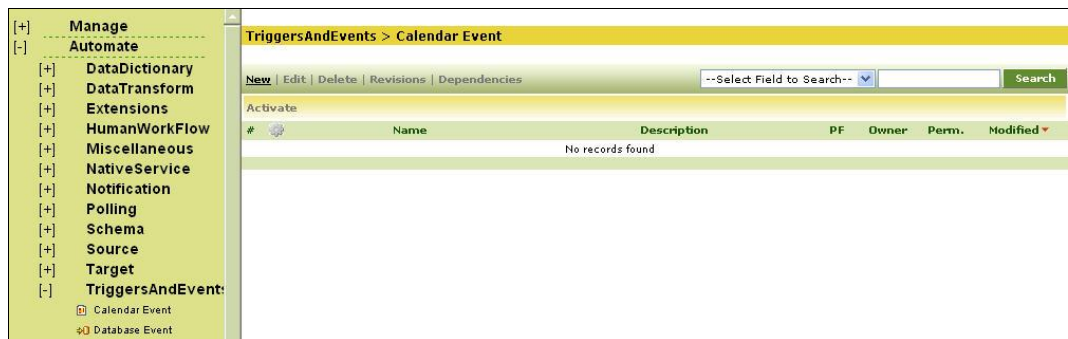 [+] Manage
[-] Automate
[+] DataDictionary
[+] DataTransform
[+] Extensions
[+] HumanWorkFlow
[+] Miscellaneous
[+] NativeService
[+] Notification
[+] Polling
[+] Schema
[+] Source
[+] Target
[-] TriggersAndEvents
Calendar Event
Database Event
TriggersAndEvents > Calendar Event
New | Edit | Delete | Revisions | Dependencies
--Select Field to Search-- Search
Activate
# Name Description PF Owner Perm. Modified
No records found